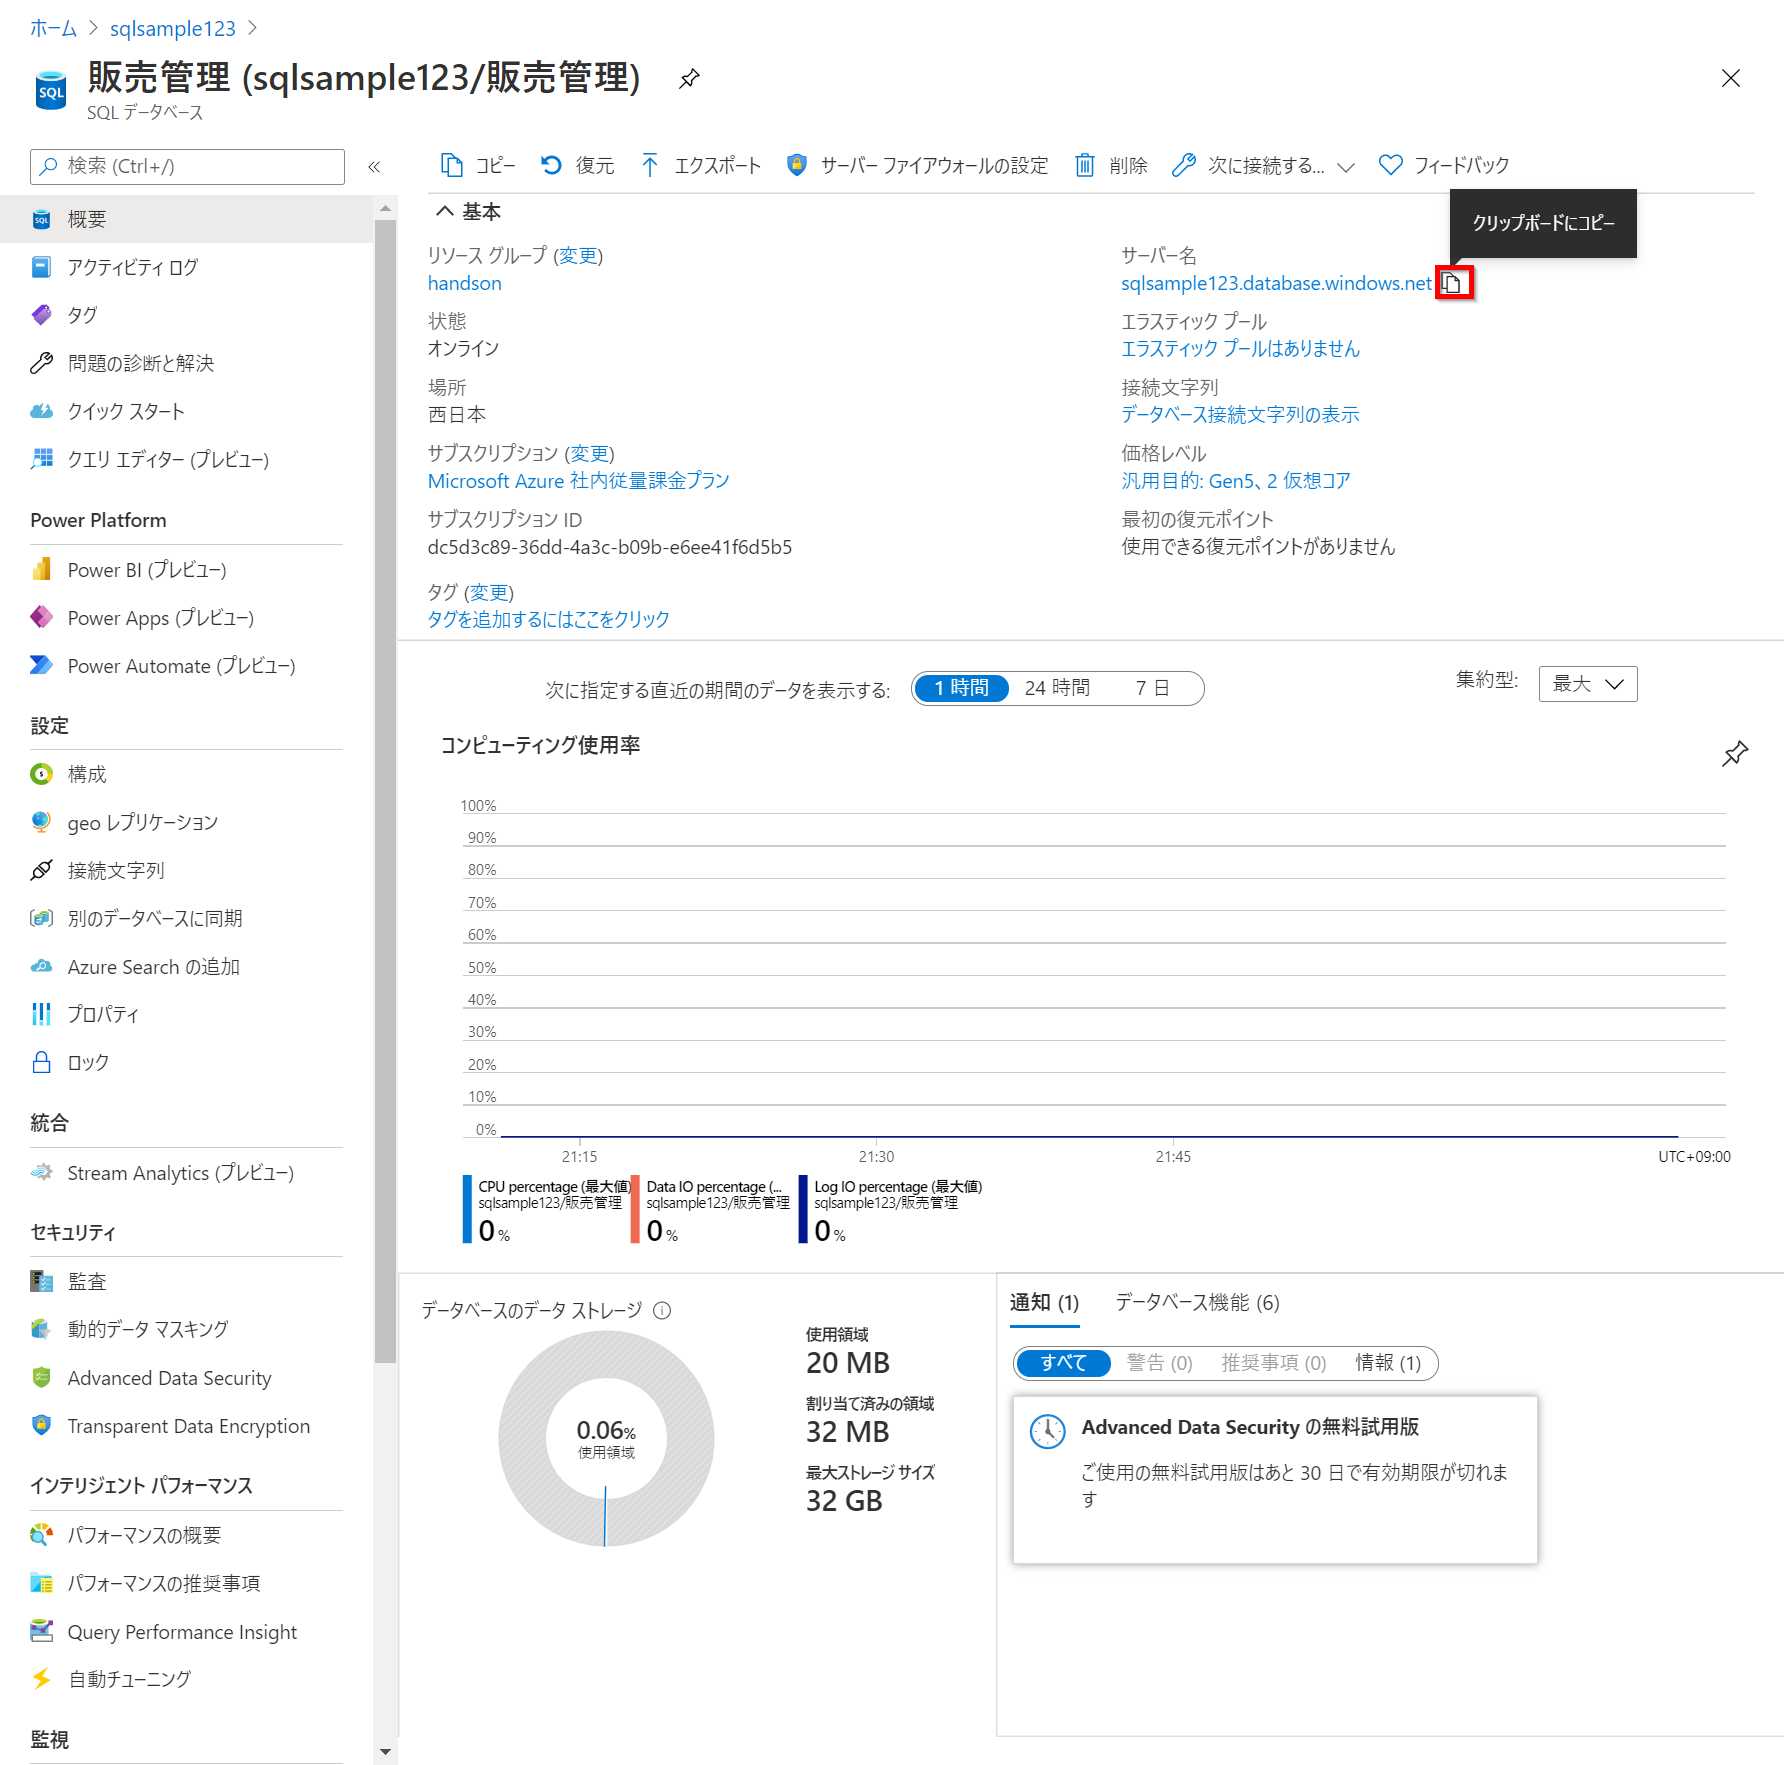 ホーム > sqlsample123 >
販売管理 (sqlsample123/販売管理)
SQL データベース
検索 (Ctrl+/)
«
概要
アクティビティ ログ
タグ
問題の診断と解決
クイック スタート
クエリ エディター (プレビュー)
Power Platform
Power BI (プレビュー)
Power Apps (プレビュー)
Power Automate (プレビュー)
設定
構成
geo レプリケーション
接続文字列
別のデータベースに同期
Azure Search の追加
プロパティ
ロック
統合
Stream Analytics (プレビュー)
セキュリティ
監査
動的データ マスキング
Advanced Data Security
Transparent Data Encryption
インテリジェント パフォーマンス
パフォーマンスの概要
パフォーマンスの推奨事項
Query Performance Insight
自動チューニング
監視
コピー 復元 エクスポート サーバー ファイアウォールの設定 削除 次に接続する... フィードバック
クリップボードにコピー
基本
リソース グループ (変更)
handson
状態
オンライン
場所
西日本
サブスクリプション (変更)
Microsoft Azure 社内従量課金プラン
サブスクリプション ID
dc5d3c89-36dd-4a3c-b09b-e6ee41f6d5b5
タグ (変更)
タグを追加するにはここをクリック
サーバー名
sqlsample123.database.windows.net
エラスティック プール
エラスティック プールはありません
接続文字列
データベース接続文字列の表示
価格レベル
汎用目的: Gen5、2 仮想コア
最初の復元ポイント
使用できる復元ポイントがありません
次に指定する直近の期間のデータを表示する: 1 時間 24 時間 7 日
集約型: 最大
コンピューティング使用率
100%
90%
80%
70%
60%
50%
40%
30%
20%
10%
0%
21:15 21:30 21:45 UTC+09:00
CPU percentage (最大値)
sqlsample123/販売管理
0 %
Data IO percentage (...
sqlsample123/販売管理
0 %
Log IO percentage (最大値)
sqlsample123/販売管理
0 %
データベースのデータ ストレージ
0.06%
使用領域
使用領域
20 MB
割り当て済みの領域
32 MB
最大ストレージ サイズ
32 GB
通知 (1) データベース機能 (6)
すべて 警告 (0) 推奨事項 (0) 情報 (1)
Advanced Data Security の無料試用版
ご使用の無料試用版はあと 30 日で有効期限が切れま
す